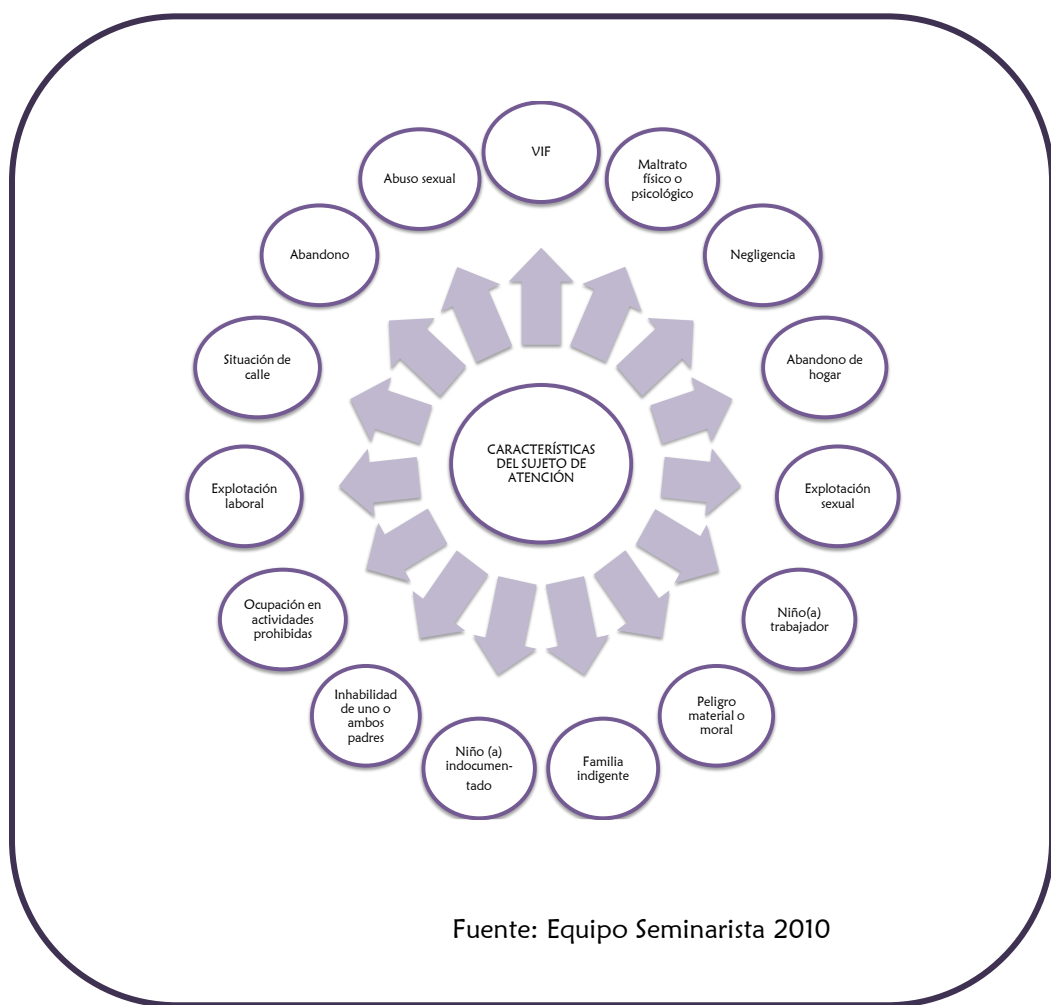 VIF
Maltrato
físico o
psicológico
Negligencia
Abandono de
hogar
Explotación
sexual
Niño(a)
trabajador
Peligro
material o
moral
Familia
indigente
Niño (a)
indocumen-
tado
Inhabilidad
de uno o
ambos
padres
Ocupación en
actividades
prohibidas
Explotación
laboral
Situación de
calle
Abandono
Abuso sexual
CARACTERÍSTICAS
DEL SUJETO DE
ATENCIÓN
Fuente: Equipo Seminarista 2010